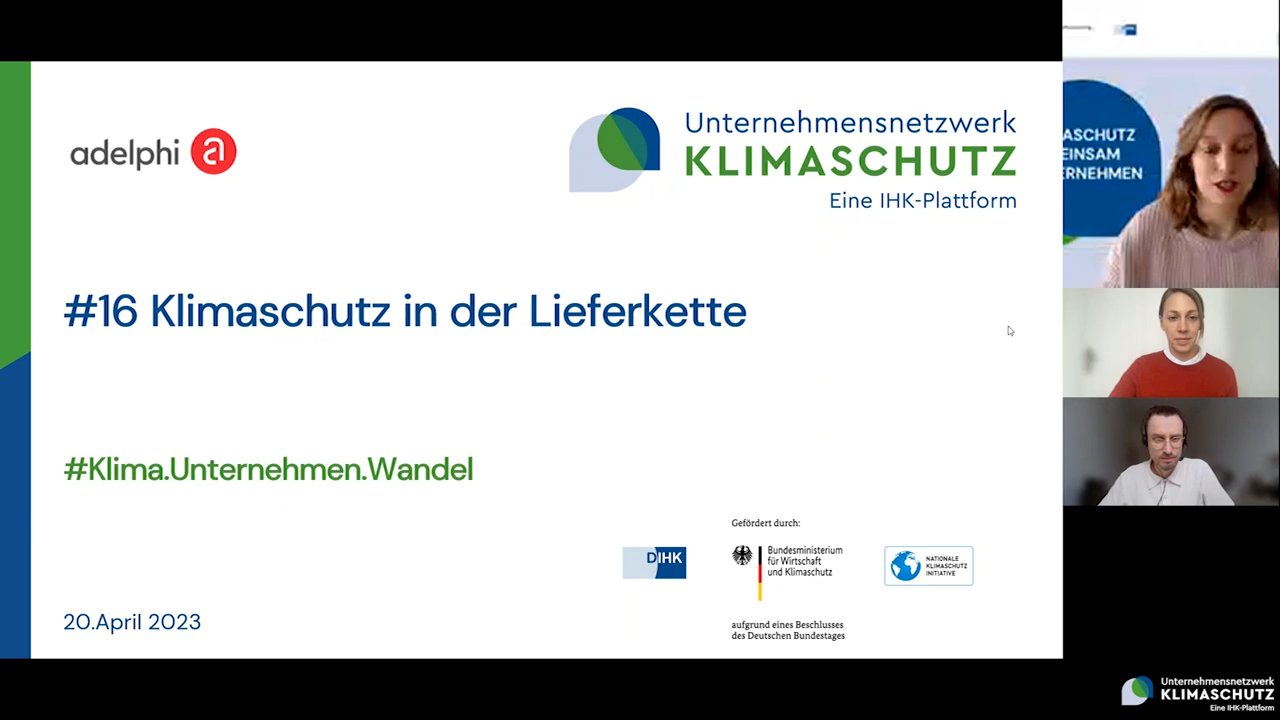 adelphi
Unternehmensnetzwerk
KLIMASCHUTZ
Eine IHK-Plattform
#16 Klimaschutz in der Lieferkette
#Klima.Unternehmen.Wandel
20.April 2023
Gefördert durch:
DIHK
Bundesministerium
für Wirtschaft
und Klimaschutz
NATIONALE
KLIMASCHUTZ
INITIATIVE
aufgrund eines Beschlusses
des Deutschen Bundestages
ASCHUTZ
EINSAM
ERNEHMEN
Unternehmensnetzwerk
KLIMASCHUTZ
Eine IHK-Plattform